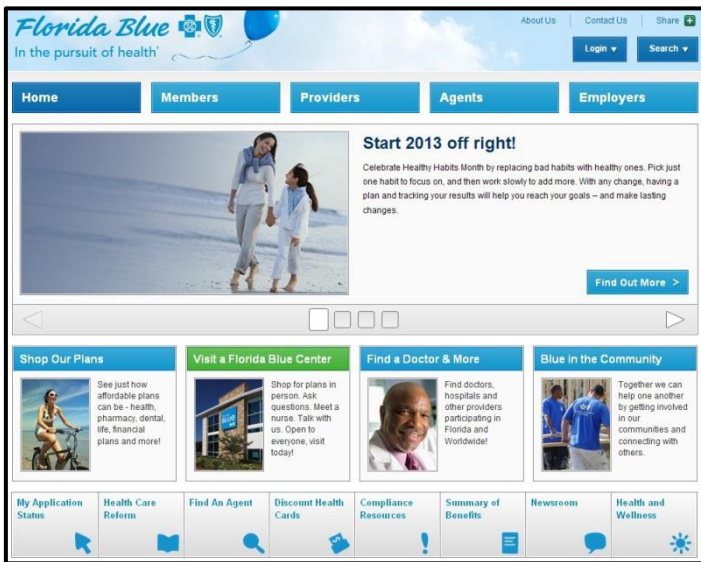 Florida Blue
In the pursuit of health
About Us
Contact Us
Share
Login
Search
Home
Members
Providers
Agents
Employers
Start 2013 off right!
Celebrate Healthy Habits Month by replacing bad habits with healthy ones. Pick just
one habit to focus on, and then work slowly to add more. With any change, having a
plan and tracking your results will help you reach your goals – and make lasting
changes.
Find Out More >
Shop Our Plans
See just how
affordable plans
can be - health,
pharmacy, dental,
life, financial
plans and more!
Visit a Florida Blue Center
Shop for plans in
person. Ask
questions. Meet a
nurse. Talk with
us. Open to
everyone, visit
today!
Find a Doctor & More
Find doctors,
hospitals and
other providers
participating in
Florida and
Worldwide!
Blue in the Community
Together we can
help one another
by getting involved
in our
communities and
connecting with
others.
My Application
Status
Health Care
Reform
Find An Agent
Discount Health
Cards
Compliance
Resources
Summary of
Benefits
Newsroom
Health and
Wellness